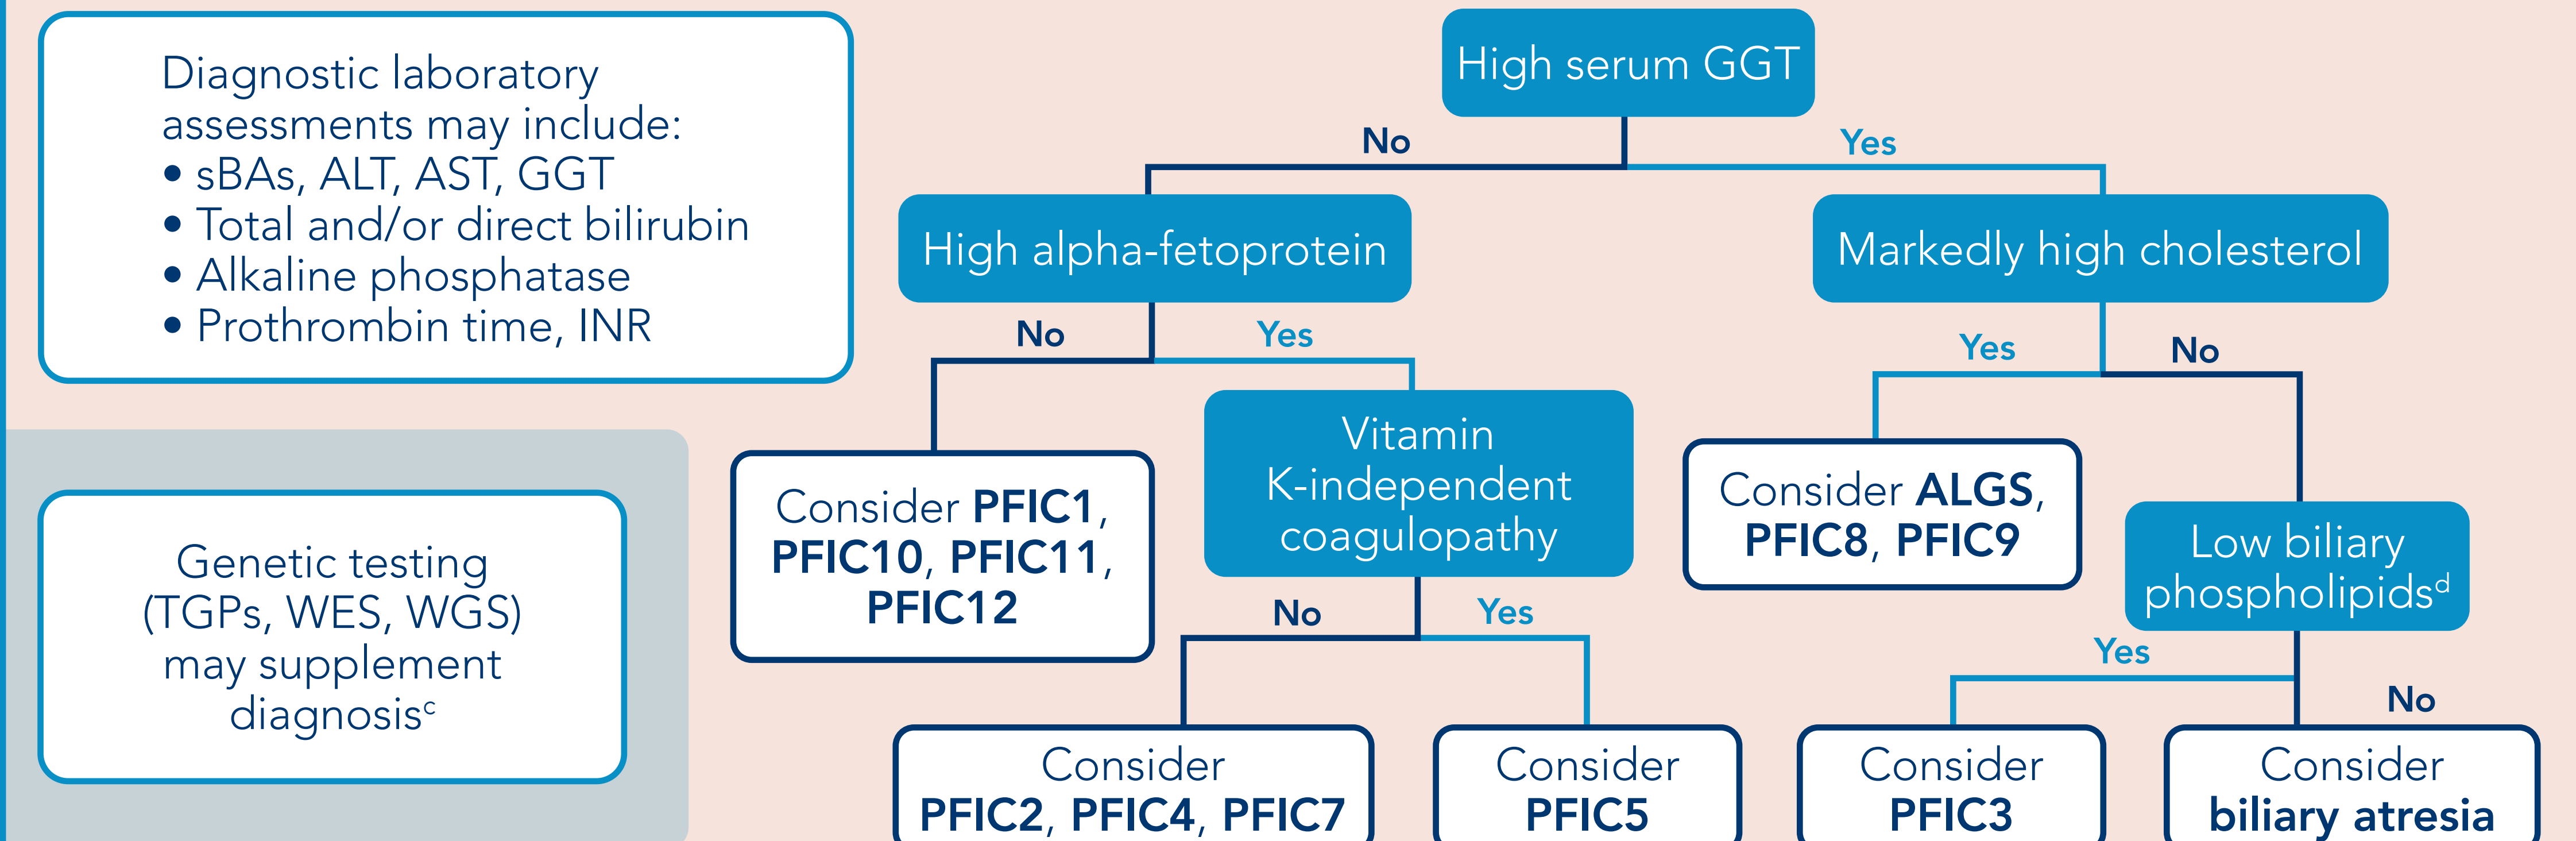 Diagnostic laboratory
assessments may include:
• sBAs, ALT, AST, GGT
• Total and/or direct bilirubin
• Alkaline phosphatase
• Prothrombin time, INR
Genetic testing
(TGPs, WES, WGS)
may supplement
diagnosisᶜ
High serum GGT
No
Yes
High alpha-fetoprotein
Markedly high cholesterol
No
Yes
Yes
No
Consider PFIC1,
PFIC10, PFIC11,
PFIC12
Vitamin
K-independent
coagulopathy
Consider ALGS,
PFIC8, PFIC9
Low biliary
phospholipidsᵈ
No
Yes
Yes
No
Consider
PFIC2, PFIC4, PFIC7
Consider
PFIC5
Consider
PFIC3
Consider
biliary atresia